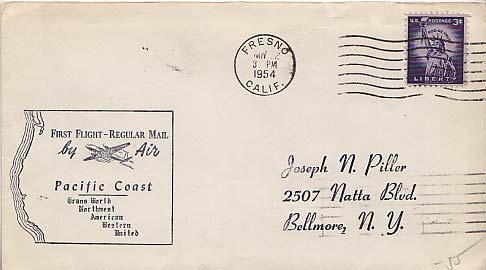 FRESNO
3 PM
1954
CALIF.
U.S. POSTAGE 3¢
LIBERTY
FIRST FLIGHT - REGULAR MAIL
by Air
Pacific Coast
Trans World
Northwest
American
Western
United
Joseph N. Piller
2507 Natta Blvd.
Bellmore, N. Y.